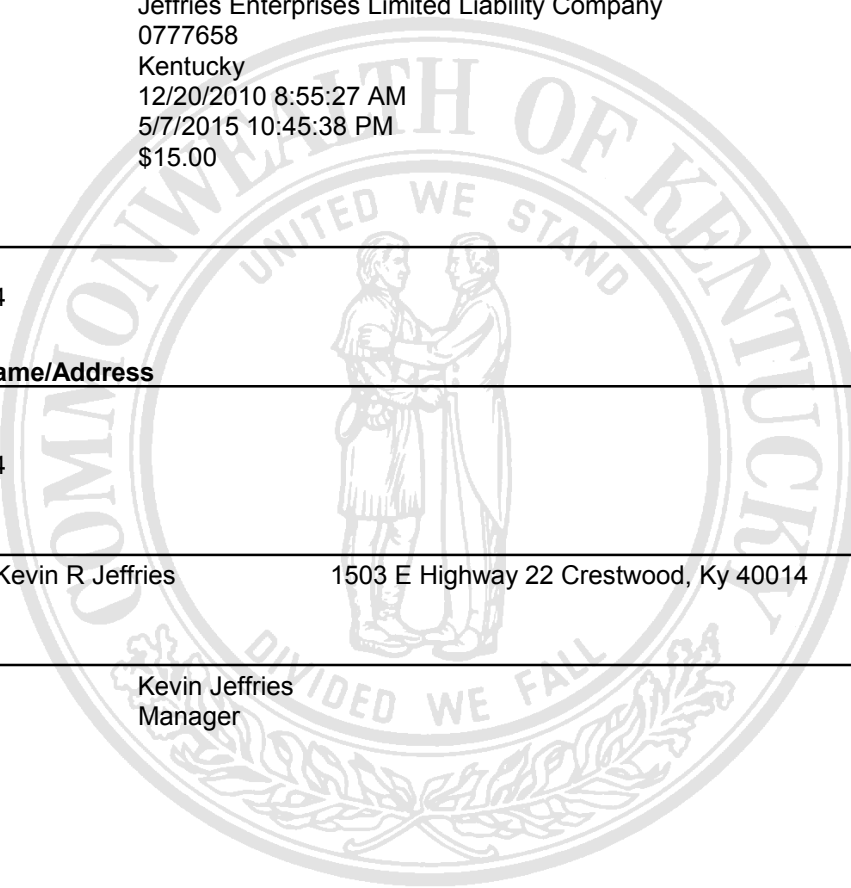 Jeffries Enterprises Limited Liability Company
0777658
Kentucky
12/20/2010 8:55:27 AM
5/7/2015 10:45:38 PM
$15.00
COMMONWEALTH OF KENTUCKY
UNITED WE STAND
4
ame/Address
4
Kevin R Jeffries 1503 E Highway 22 Crestwood, Ky 40014
DIVIDED WE FALL
Kevin Jeffries
Manager